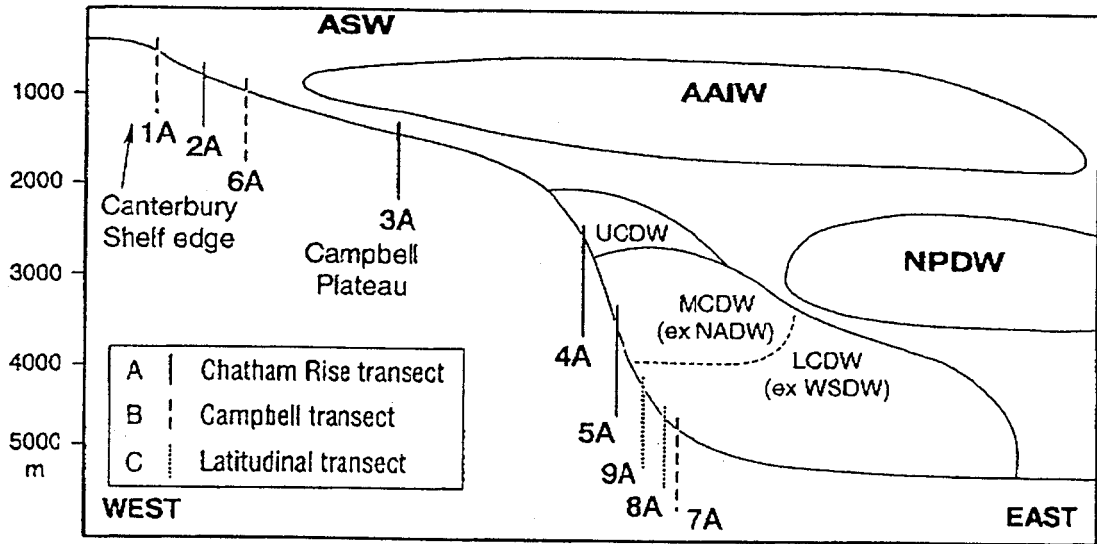 ASW
AAIW
1000
1A
2A
6A
2000
Canterbury
Shelf edge
3A
Campbell
Plateau
UCDW
NPDW
3000
MCDW
(ex NADW)
4A
LCDW
(ex WSDW)
4000
A Chatham Rise transect
B Campbell transect
C Latitudinal transect
5A
5000
m
9A
8A
7A
WEST
EAST